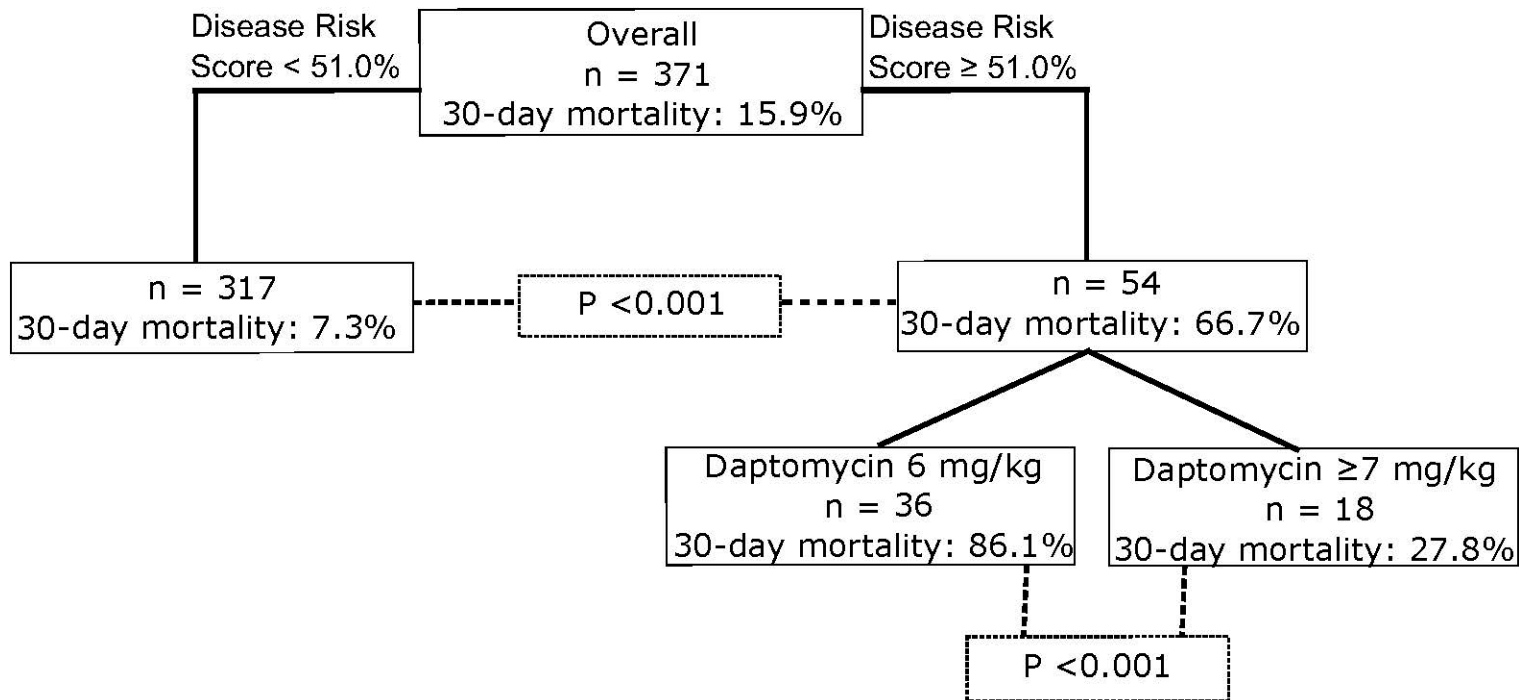 Disease Risk
Score < 51.0%
Overall
n = 371
30-day mortality: 15.9%
Disease Risk
Score ≥ 51.0%
n = 317
30-day mortality: 7.3%
P <0.001
n = 54
30-day mortality: 66.7%
Daptomycin 6 mg/kg
n = 36
30-day mortality: 86.1%
Daptomycin ≥7 mg/kg
n = 18
30-day mortality: 27.8%
P <0.001